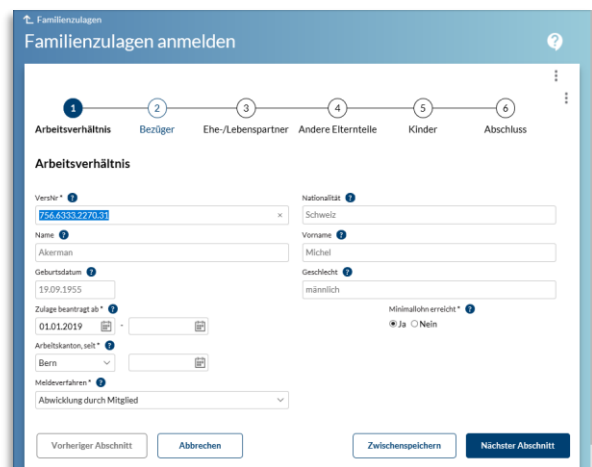 Familienzulagen
Familienzulagen anmelden
1 2 3 4 5 6
Arbeitsverhältnis Bezüger Ehe-/Lebenspartner Andere Elternteile Kinder Abschluss
Arbeitsverhältnis
VersNr * Nationalität
756.6333.2270.31 × Schweiz
Name Vorname
Akerman Michel
Geburtsdatum Geschlecht
19.09.1955 männlich
Zulage beantragt ab * Minimallohn erreicht *
01.01.2019 - Ja Nein
Arbeitskanton, seit *
Bern
Meldeverfahren *
Abwicklung durch Mitglied
Vorheriger Abschnitt Abbrechen Zwischenspeichern Nächster Abschnitt